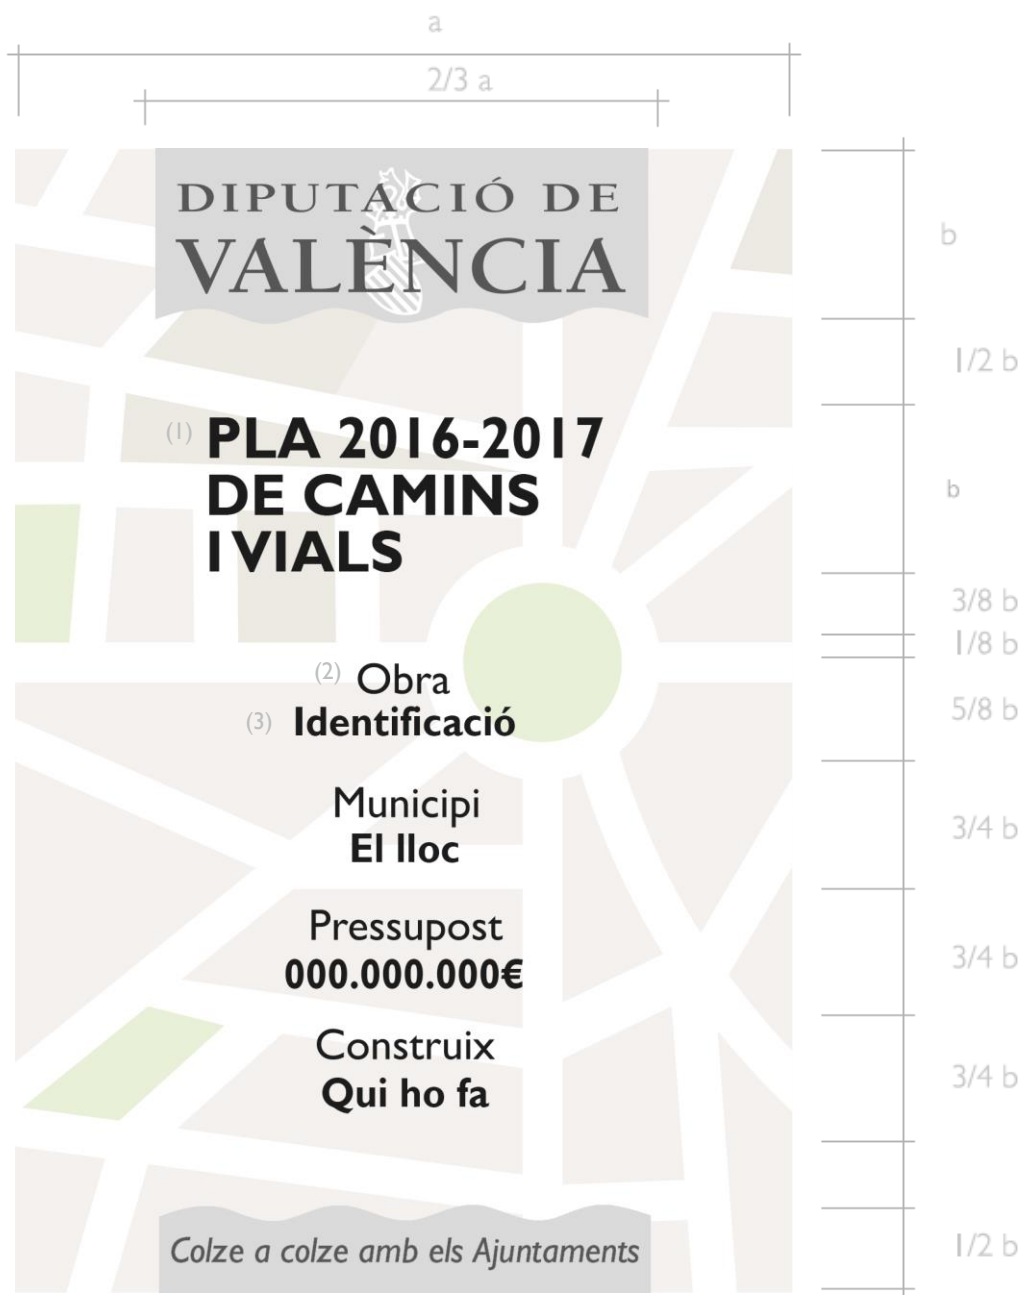 a
2/3 a
DIPUTACIÓ DE
VALÈNCIA
b
1/2 b
(1) PLA 2016-2017
DE CAMINS
I VIALS
b
3/8 b
1/8 b
(2) Obra
(3) Identificació
5/8 b
Municipi
El lloc
3/4 b
Pressupost
000.000.000€
3/4 b
Construix
Qui ho fa
3/4 b
Colze a colze amb els Ajuntaments
1/2 b